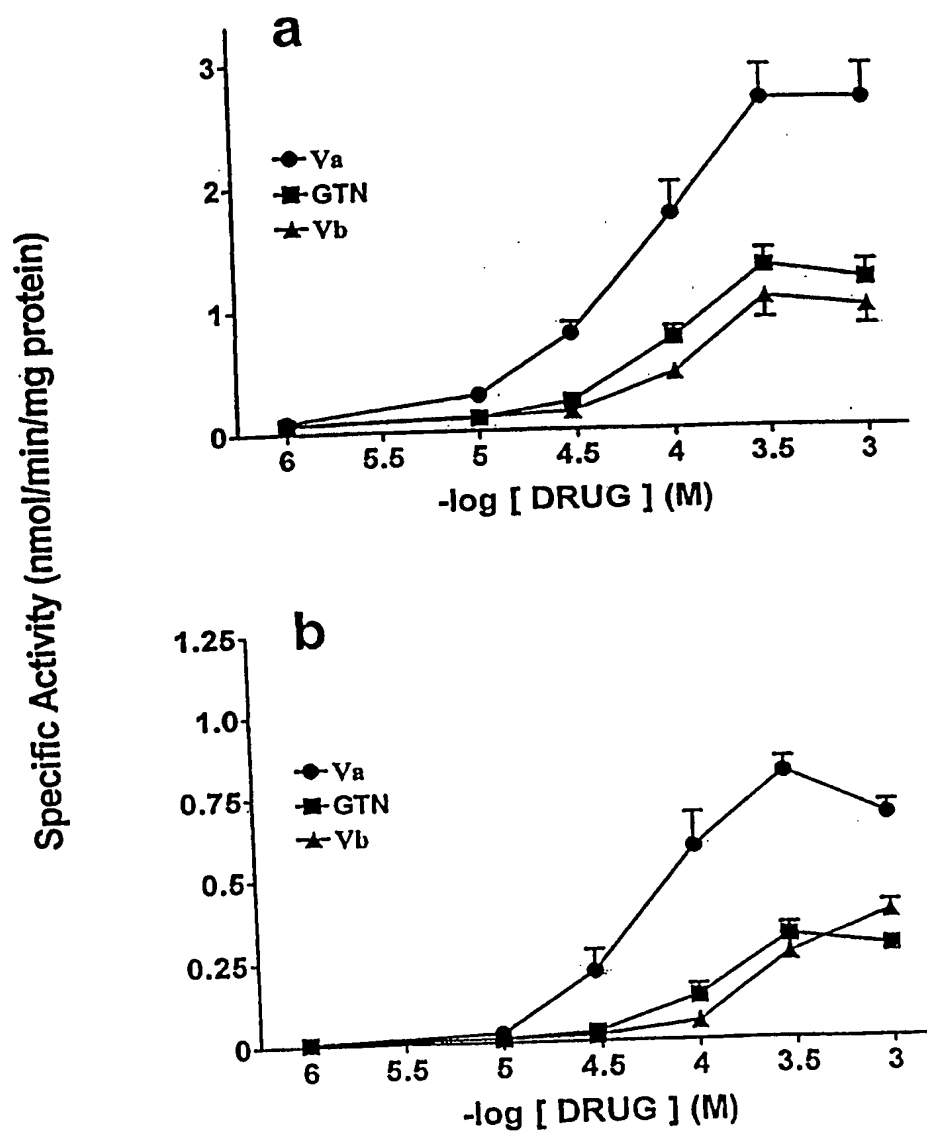 a
3
2
1
0
Va
GTN
Vb
6 5.5 5 4.5 4 3.5 3
-log [ DRUG ] (M)
Specific Activity (nmol/min/mg protein)
b
1.25
1.0
0.75
0.5
0.25
0
Va
GTN
Vb
6 5.5 5 4.5 4 3.5 3
-log [ DRUG ] (M)